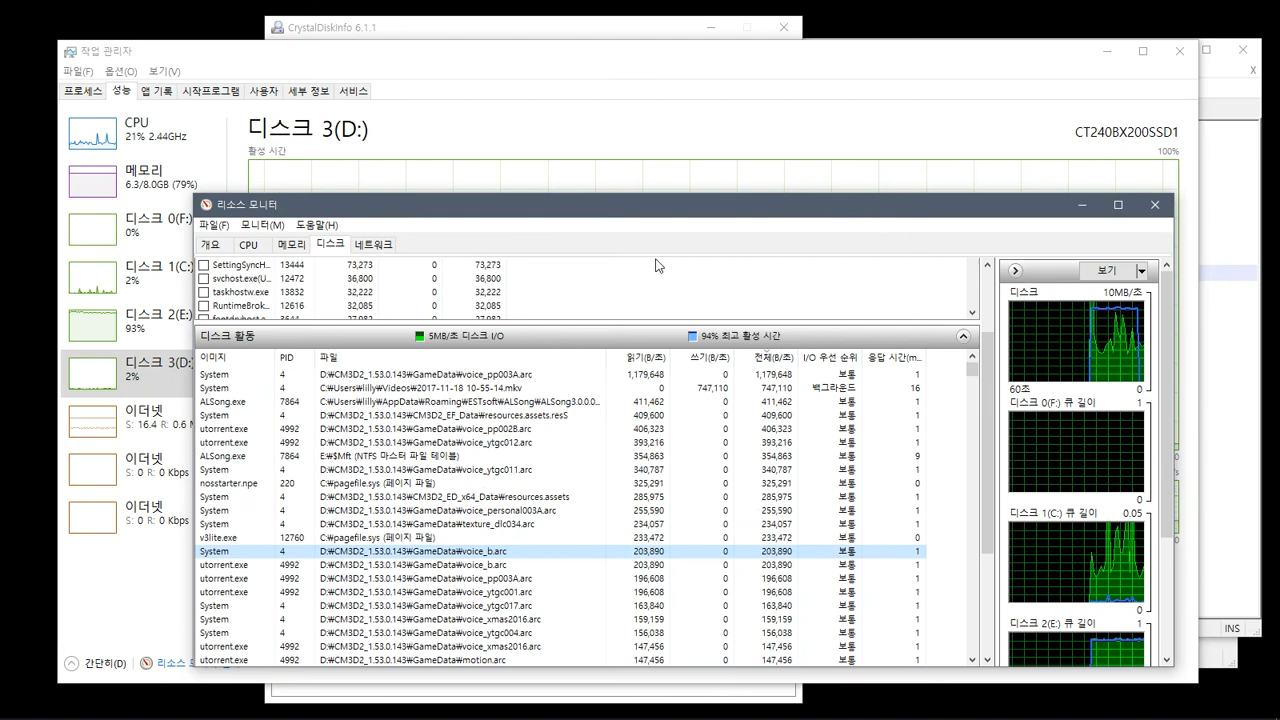 CrystalDiskInfo 6.1.1
작업 관리자
파일(F) 옵션(O) 보기(V)
X
프로세스 성능 앱 기록 시작프로그램 사용자 세부 정보 서비스
CPU
21% 2.44GHz
메모리
6.3/8.0GB (79%)
디스크 0(F:)
0%
디스크 1(C:)
2%
디스크 2(E:)
93%
디스크 3(D:)
2%
이더넷
S: 16.4 R: 0.6 M
이더넷
S: 0 R: 0 Kbps
이더넷
S: 0 R: 0 Kbps
디스크 3(D:)
CT240BX200SSD1
활성 시간 100%
리소스 모니터
파일(F) 모니터(M) 도움말(H)
개요 CPU 메모리 디스크 네트워크
SettingSyncH... 13444 73,273 0 73,273
svchost.exe(U... 12472 36,800 0 36,800
taskhostw.exe 13832 32,222 0 32,222
RuntimeBrok... 12616 32,085 0 32,085
디스크 활동 5MB/초 디스크 I/O 94% 최고 활성 시간
이미지 PID 파일 읽기(B/초) 쓰기(B/초) 전체(B/초) I/O 우선 순위 응답 시간(m...
System 4 D:₩CM3D2_1.53.0.143₩GameData₩voice_pp003A.arc 1,179,648 0 1,179,648 보통 1
System 4 C:₩Users₩lilly₩Videos₩2017-11-18 10-55-14.mkv 0 747,110 747,110 백그라운드 16
ALSong.exe 7864 C:₩Users₩lilly₩AppData₩Roaming₩ESTsoft₩ALSong₩ALSong3.0.0.0... 411,462 0 411,462 보통 1
System 4 D:₩CM3D2_1.53.0.143₩CM3D2_EF_Data₩resources.assets.resS 409,600 0 409,600 보통 1
utorrent.exe 4992 D:₩CM3D2_1.53.0.143₩GameData₩voice_pp002B.arc 406,323 0 406,323 보통 1
utorrent.exe 4992 D:₩CM3D2_1.53.0.143₩GameData₩voice_ytgc012.arc 393,216 0 393,216 보통 1
ALSong.exe 7864 E:₩$Mft (NTFS 마스터 파일 테이블) 354,863 0 354,863 보통 9
System 4 D:₩CM3D2_1.53.0.143₩GameData₩voice_ytgc011.arc 340,787 0 340,787 보통 1
nosstarter.npe 220 C:₩pagefile.sys (페이지 파일) 325,291 0 325,291 보통 0
System 4 D:₩CM3D2_1.53.0.143₩CM3D2_ED_x64_Data₩resources.assets 285,975 0 285,975 보통 1
System 4 D:₩CM3D2_1.53.0.143₩GameData₩voice_personal003A.arc 255,590 0 255,590 보통 1
System 4 D:₩CM3D2_1.53.0.143₩GameData₩texture_dlc034.arc 234,057 0 234,057 보통 1
v3lite.exe 12760 C:₩pagefile.sys (페이지 파일) 233,472 0 233,472 보통 0
System 4 D:₩CM3D2_1.53.0.143₩GameData₩voice_b.arc 203,890 0 203,890 보통 1
utorrent.exe 4992 D:₩CM3D2_1.53.0.143₩GameData₩voice_b.arc 203,890 0 203,890 보통 1
utorrent.exe 4992 D:₩CM3D2_1.53.0.143₩GameData₩voice_pp003A.arc 196,608 0 196,608 보통 1
utorrent.exe 4992 D:₩CM3D2_1.53.0.143₩GameData₩voice_ytgc001.arc 196,608 0 196,608 보통 1
System 4 D:₩CM3D2_1.53.0.143₩GameData₩voice_ytgc017.arc 163,840 0 163,840 보통 1
System 4 D:₩CM3D2_1.53.0.143₩GameData₩voice_xmas2016.arc 159,159 0 159,159 보통 1
System 4 D:₩CM3D2_1.53.0.143₩GameData₩voice_ytgc004.arc 156,038 0 156,038 보통 1
utorrent.exe 4992 D:₩CM3D2_1.53.0.143₩GameData₩voice_xmas2016.arc 147,456 0 147,456 보통 1
utorrent.exe 4992 D:₩CM3D2_1.53.0.143₩GameData₩motion.arc 147,456 0 147,456 보통 1
보기
디스크 10MB/초
60초 0
디스크 0(F:) 큐 길이 1
0
디스크 1(C:) 큐 길이 0.05
0
디스크 2(E:) 큐 길이 1
간단히(D) 리소스
INS